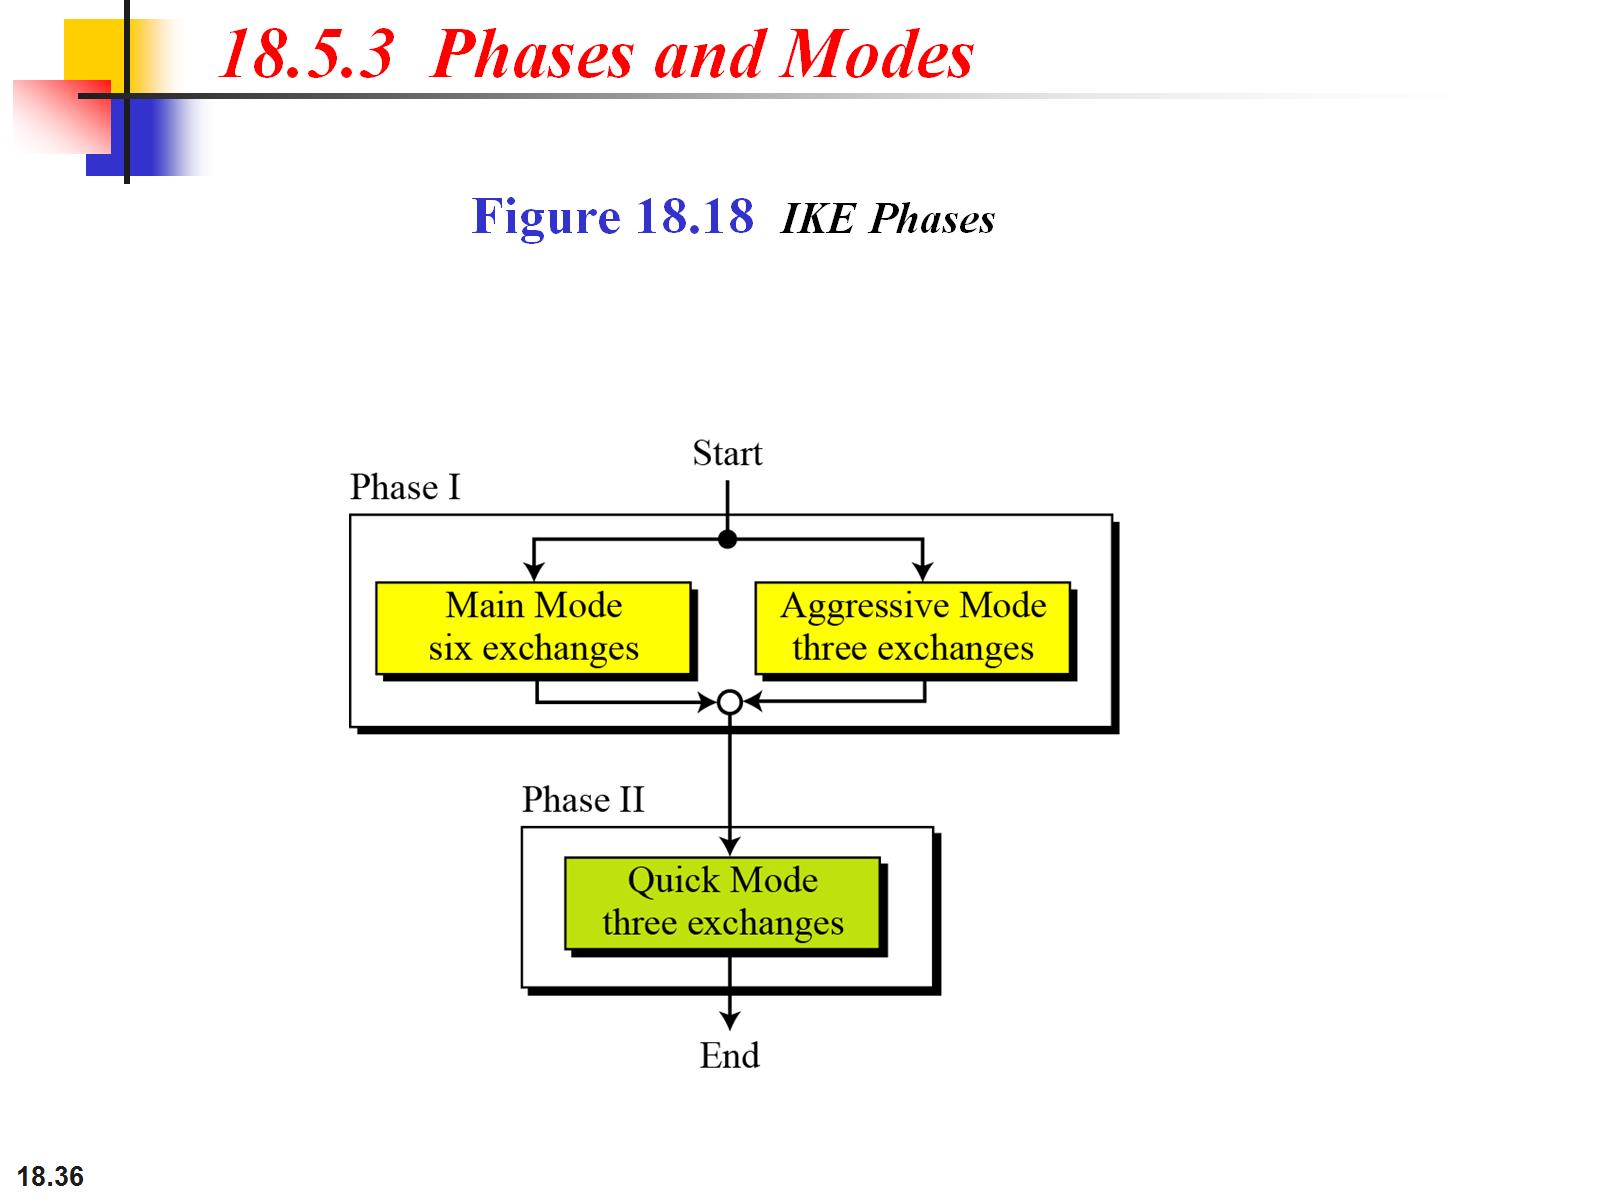 18.5.3 Phases and Modes
Figure 18.18 IKE Phases
Start
Phase I
Main Mode
six exchanges
Aggressive Mode
three exchanges
Phase II
Quick Mode
three exchanges
End
18.36